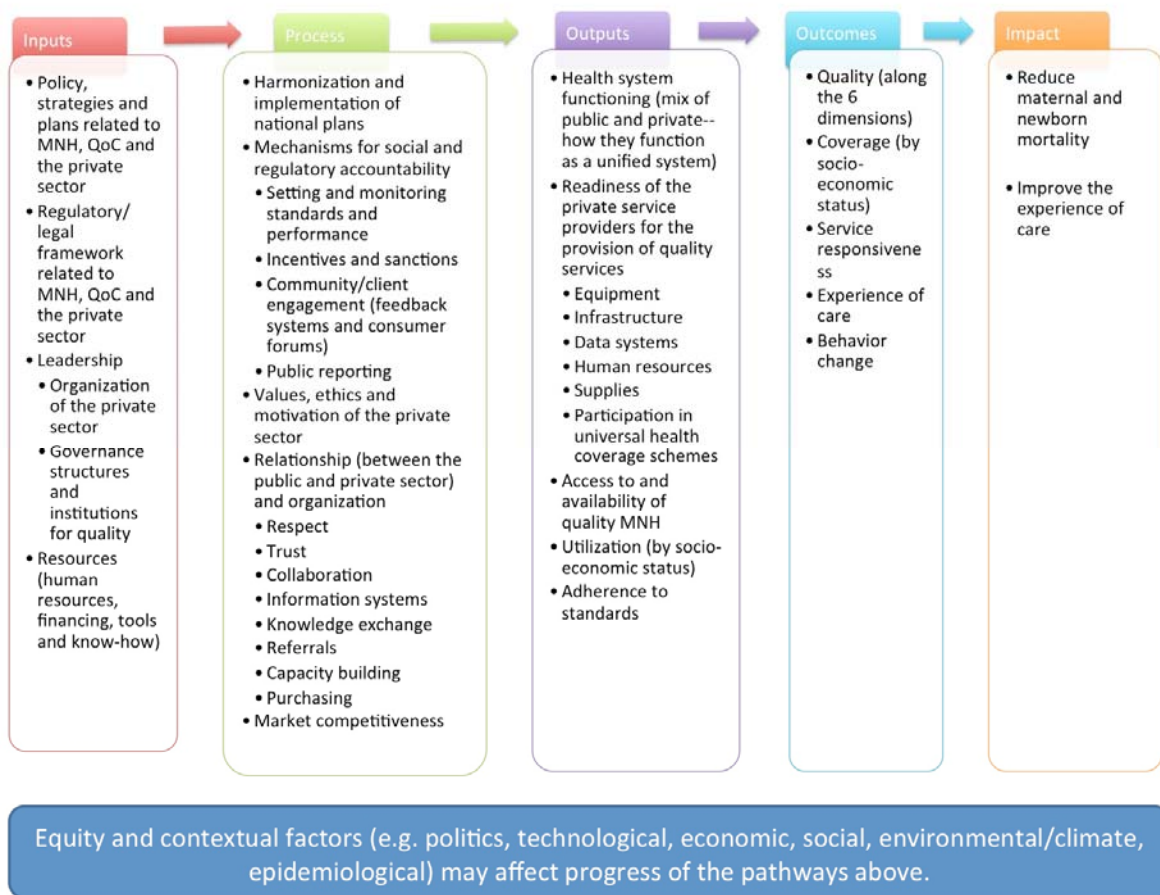 Inputs
• Policy,
strategies and
plans related to
MNH, QoC and
the private
sector
• Regulatory/
legal
framework
related to
MNH, QoC and
the private
sector
• Leadership
• Organization
of the private
sector
• Governance
structures
and
institutions
for quality
• Resources
(human
resources,
financing, tools
and know-how)
Process
• Harmonization and
implementation of
national plans
• Mechanisms for social and
regulatory accountability
• Setting and monitoring
standards and
performance
• Incentives and sanctions
• Community/client
engagement (feedback
systems and consumer
forums)
• Public reporting
• Values, ethics and
motivation of the private
sector
• Relationship (between the
public and private sector)
and organization
• Respect
• Trust
• Collaboration
• Information systems
• Knowledge exchange
• Referrals
• Capacity building
• Purchasing
• Market competitiveness
Outputs
• Health system
functioning (mix of
public and private--
how they function
as a unified system)
• Readiness of the
private service
providers for the
provision of quality
services
• Equipment
• Infrastructure
• Data systems
• Human resources
• Supplies
• Participation in
universal health
coverage schemes
• Access to and
availability of
quality MNH
• Utilization (by socio-
economic status)
• Adherence to
standards
Outcomes
• Quality (along
the 6
dimensions)
• Coverage (by
socio-
economic
status)
• Service
responsivene
ss
• Experience of
care
• Behavior
change
Impact
• Reduce
maternal and
newborn
mortality
• Improve the
experience of
care
Equity and contextual factors (e.g. politics, technological, economic, social, environmental/climate,
epidemiological) may affect progress of the pathways above.